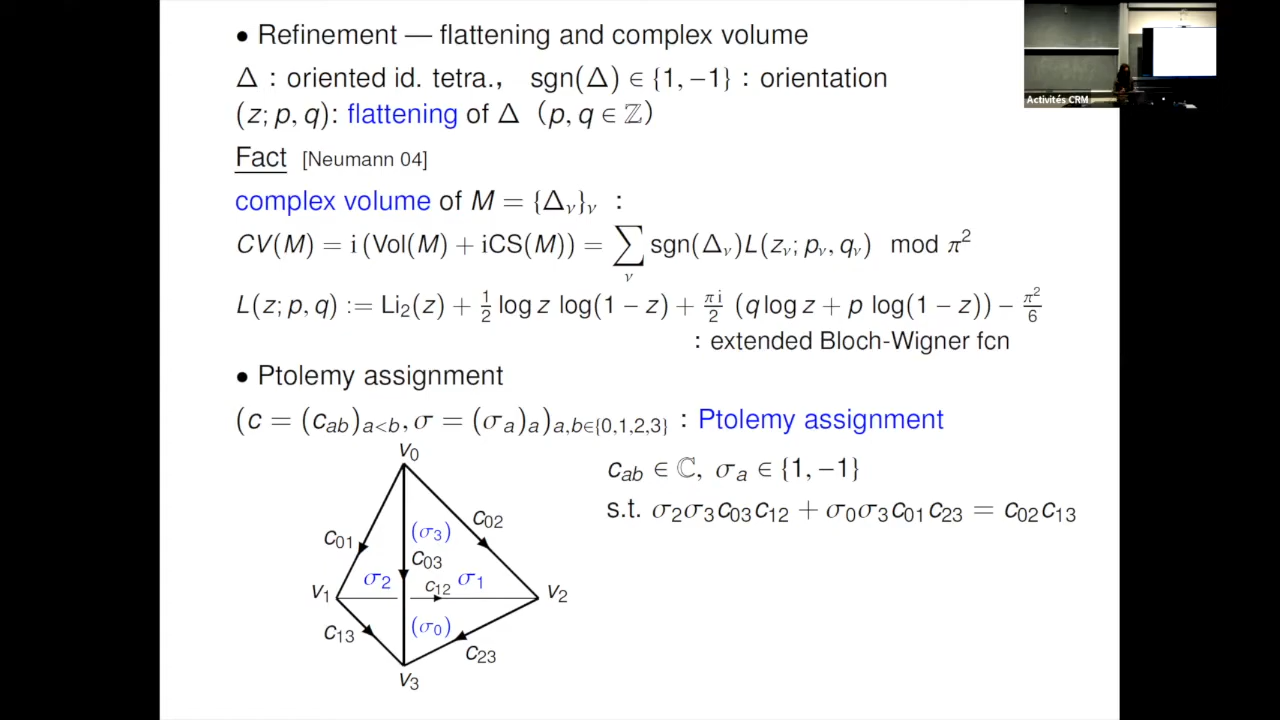 • Refinement — flattening and complex volume
Δ : oriented id. tetra., sgn(Δ) ∈ {1, −1} : orientation
(z; p, q): flattening of Δ (p, q ∈ ℤ)
Fact [Neumann 04]
complex volume of M = {Δ_ν}_ν :
CV(M) = i (Vol(M) + iCS(M)) = ∑_ν sgn(Δ_ν)L(z_ν; p_ν, q_ν) mod π²
L(z; p, q) := Li₂(z) + ½ log z log(1 − z) + πi/2 (q log z + p log(1 − z)) − π²/6
: extended Bloch-Wigner fcn
• Ptolemy assignment
(c = (c_ab)_{a<b}, σ = (σ_a)_a)_{a,b∈{0,1,2,3}} : Ptolemy assignment
c_ab ∈ ℂ, σ_a ∈ {1, −1}
s.t. σ₂σ₃c₀₃c₁₂ + σ₀σ₃c₀₁c₂₃ = c₀₂c₁₃
v₀
c₀₂
(σ₃)
c₀₁
c₀₃
σ₂
c₁₂
σ₁
v₁
v₂
(σ₀)
c₁₃
c₂₃
v₃
Activités CRM